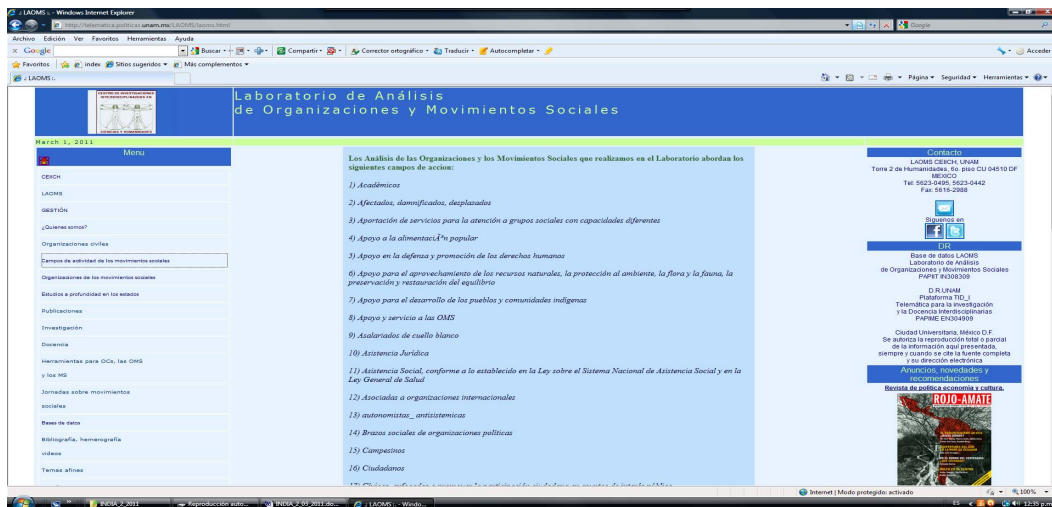 .: LAOMS :. - Windows Internet Explorer
http://telematica.politicas.unam.mx/LAOMS/laoms.html
Google
Archivo Edición Ver Favoritos Herramientas Ayuda
x Google Buscar Compartir Corrector ortográfico Traducir Autocompletar Acceder
Favoritos index Sitios sugeridos Más complementos
.: LAOMS :. Página Seguridad Herramientas
CENTRO DE INVESTIGACIONES
INTERDISCIPLINARIAS EN
CIENCIAS Y HUMANIDADES
Laboratorio de Análisis
de Organizaciones y Movimientos Sociales
March 1, 2011
Menu
CEIICH
LAOMS
GESTIÓN
¿Quienes somos?
Organizaciones civiles
Campos de actividad de los movimientos sociales
Organizaciones de los movimientos sociales
Estudios a profundidad en los estados
Publicaciones
Investigación
Docencia
Herramientas para OCs, las OMS
y los MS
Jornadas sobre movimientos
sociales
Bases de datos
Bibliografía, hemerografía
videos
Temas afines
Los Análisis de las Organizaciones y los Movimientos Sociales que realizamos en el Laboratorio abordan los
siguientes campos de accion:
1) Académicos
2) Afectados, damnificados, desplazados
3) Aportación de servicios para la atención a grupos sociales con capacidades diferentes
4) Apoyo a la alimentaciÃ³n popular
5) Apoyo en la defensa y promoción de los derechos humanos
6) Apoyo para el aprovechamiento de los recursos naturales, la protección al ambiente, la flora y la fauna, la
preservación y restauración del equilibrio
7) Apoyo para el desarrollo de los pueblos y comunidades indígenas
8) Apoyo y servicio a las OMS
9) Asalariados de cuello blanco
10) Asistencia Jurídica
11) Asistencia Social, conforme a lo establecido en la Ley sobre el Sistema Nacional de Asistencia Social y en la
Ley General de Salud
12) Asociadas a organizaciones internacionales
13) autonomistas_ antisistemicas
14) Brazos sociales de organizaciones políticas
15) Campesinos
16) Ciudadanos
Contacto
LAOMS CEIICH, UNAM
Torre 2 de Humanidades, 6o. piso CU 04510 DF
MEXICO
Tel: 5623-0495, 5623-0442
Fax: 5616-2988
Siguenos en
DR
Base de datos LAOMS
Laboratorio de Análisis
de Organizaciones y Movimientos Sociales
PAPIIT IN308309
D.R.UNAM
Plataforma TID_I
Telemática para la investigación
y la Docencia Interdisciplinarias
PAPIME EN304909
Ciudad Universitaria, México D.F.
Se autoriza la reproducción total o parcial
de la información aquí presentada,
siempre y cuando se cite la fuente completa
y su dirección electrónica
Anuncios, novedades y
recomendaciones
Revista de política economía y cultura.
ROJO-AMATE
Internet | Modo protegido: activado 100%
INDIA_2_2011 Reproducción auto... INDIA_2_03_2011.do... .: LAOMS :. - Windo... ES 12:35 p.m.